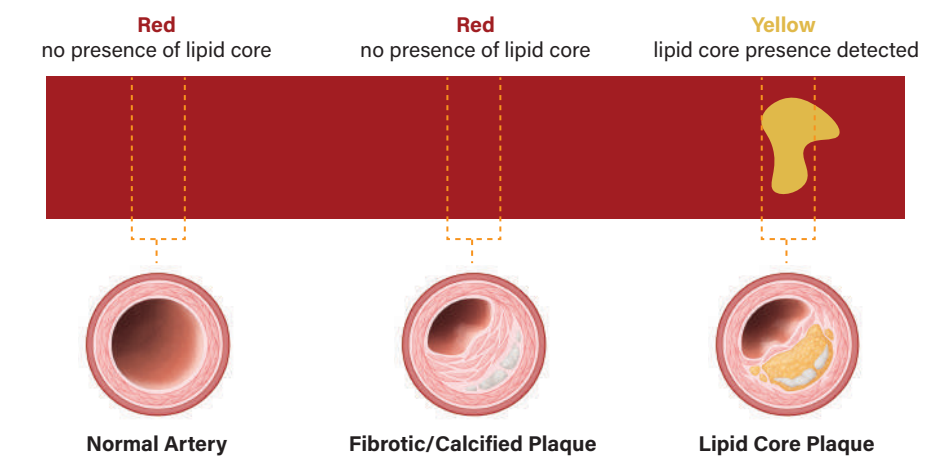 Red
no presence of lipid core
Red
no presence of lipid core
Yellow
lipid core presence detected
Normal Artery
Fibrotic/Calcified Plaque
Lipid Core Plaque